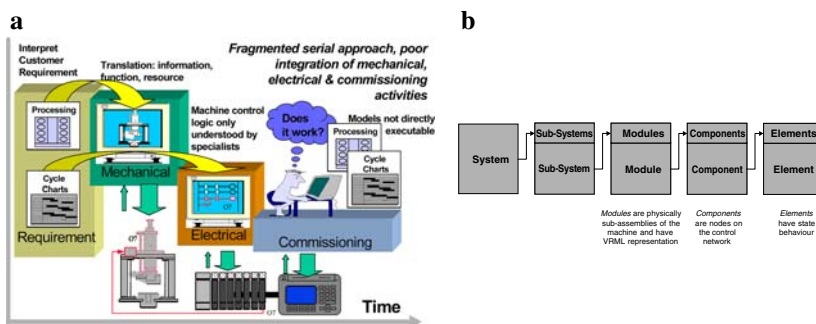 a
Interpret
Customer
Requirement
Translation: information,
function, resource
Fragmented serial approach, poor
integration of mechanical,
electrical & commissioning
activities
Processing
Machine control
logic only
understood by
specialists
Does
it work?
Models not directly
executable
Processing
Cycle
Charts
Mechanical
Cycle
Charts
Requirement
Electrical
Commissioning
Time
b
System
Sub-Systems
Sub-System
Modules
Module
Components
Component
Elements
Element
Modules are physically
sub-assemblies of the
machine and have
VRML representation
Components
are nodes on
the control
network
Elements
have state
behaviour